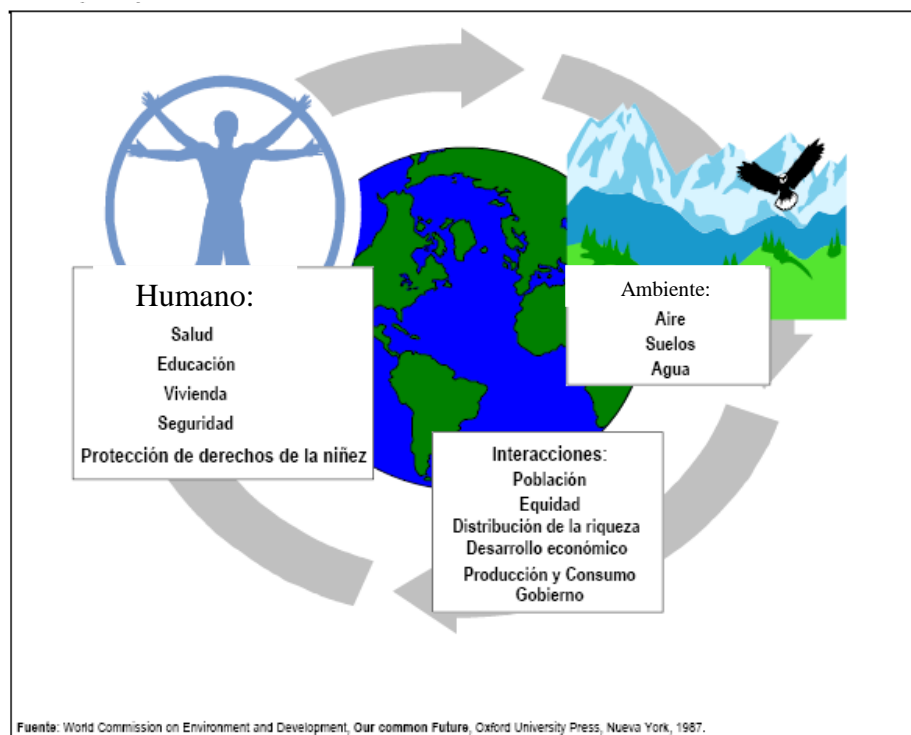 Humano:
Salud
Educación
Vivienda
Seguridad
Protección de derechos de la niñez
Ambiente:
Aire
Suelos
Agua
Interacciones:
Población
Equidad
Distribución de la riqueza
Desarrollo económico
Producción y Consumo
Gobierno
Fuente: World Commission on Environment and Development, Our common Future, Oxford University Press, Nueva York, 1987.